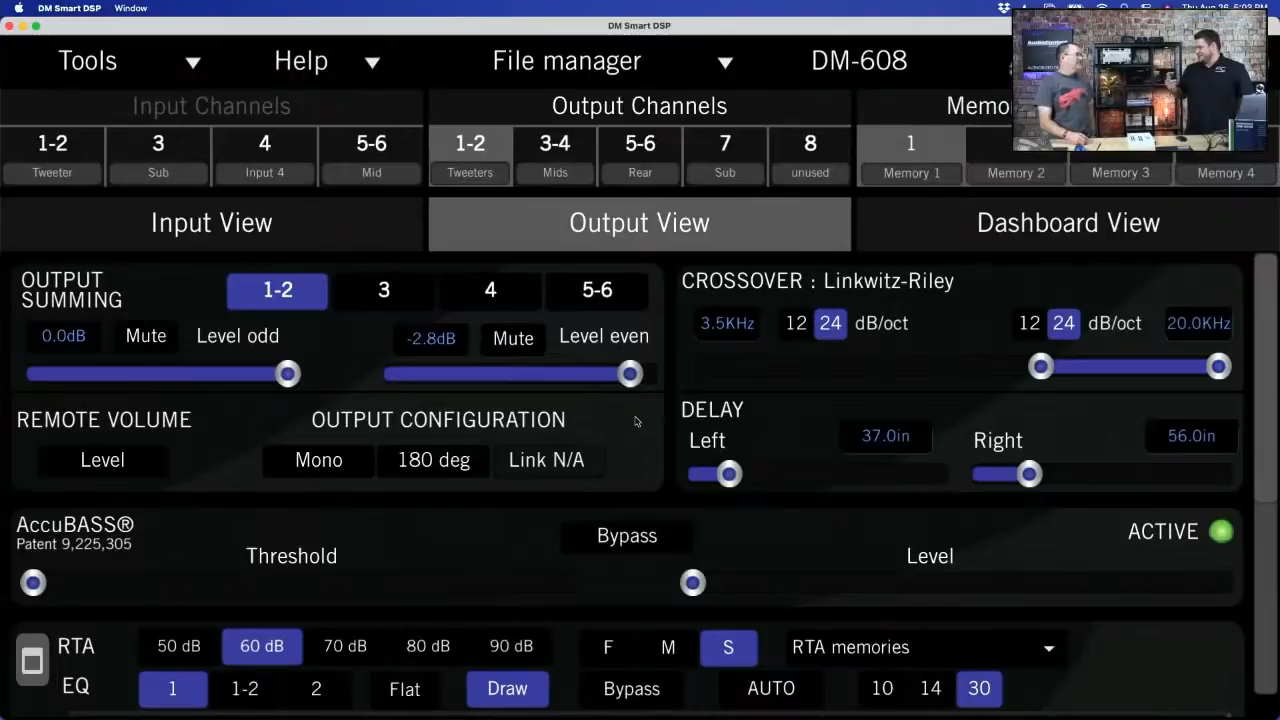 DM Smart DSP Window
DM Smart DSP
Tools Help File manager DM-608
Input Channels Output Channels
1-2 3 4 5-6 1-2 3-4 5-6 7 8 1
Tweeter Sub Input 4 Mid Tweeters Mids Rear Sub unused Memory 1 Memory 2 Memory 3 Memory 4
Input View Output View Dashboard View
OUTPUT SUMMING 1-2 3 4 5-6
0.0dB Mute Level odd -2.8dB Mute Level even
REMOTE VOLUME OUTPUT CONFIGURATION
Level Mono 180 deg Link N/A
CROSSOVER : Linkwitz-Riley
3.5KHz 12 24 dB/oct 12 24 dB/oct 20.0KHz
DELAY
Left 37.0in Right 56.0in
AccuBASS®
Patent 9,225,305
Threshold Bypass Level ACTIVE
RTA 50 dB 60 dB 70 dB 80 dB 90 dB F M S RTA memories
EQ 1 1-2 2 Flat Draw Bypass AUTO 10 14 30